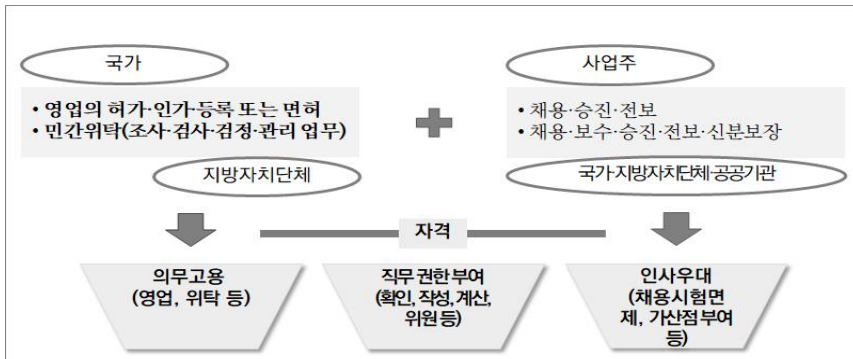 국가
• 영업의 허가·인가·등록 또는 면허
• 민간위탁(조사·검사·검정·관리 업무)
지방자치단체
사업주
• 채용·승진·전보
• 채용·보수·승진·전보·신분보장
국가·지방자치단체·공공기관
자격
의무고용
(영업, 위탁 등)
직무 권한 부여
(확인, 작성, 계산,
위원 등)
인사우대
(채용시험면
제, 가산점 부여
등)